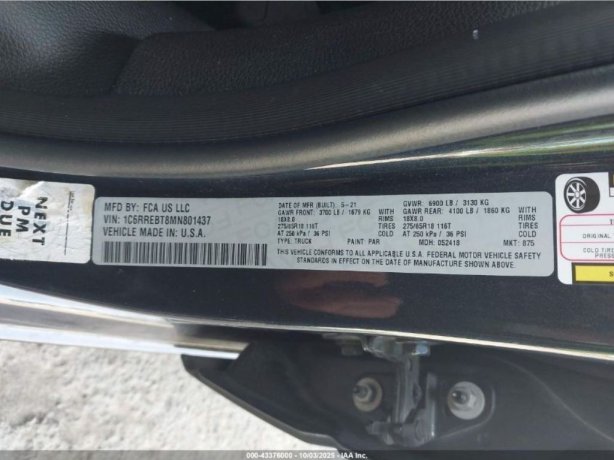 NEXT
PM
DUE
MFD BY: FCA US LLC
VIN: 1C6RREBT8MN801437
VEHICLE MADE IN: U.S.A.
DATE OF MFR (BUILT) 5-21
GVWR: 6900 LB / 3130 KG
GAWR FRONT: 3700 LB / 1679 KG WITH
18X8.0 RIMS
275/65R18 116T TIRES
AT 250 kPa / 36 PSI COLD
GAWR REAR: 4100 LB / 1860 KG WITH
18X8.0 RIMS
275/65R18 116T TIRES
AT 250 kPa / 36 PSI COLD
TYPE: TRUCK PAINT: PAR MDH: 052418 MKT: 875
THIS VEHICLE CONFORMS TO ALL APPLICABLE U.S.A. FEDERAL MOTOR VEHICLE SAFETY
STANDARDS IN EFFECT ON THE DATE OF MANUFACTURE SHOWN ABOVE.
ORIGINAL
COLD TIRE
PRESS
000-43376000 - 10/03/2025 - ©IAA Inc.